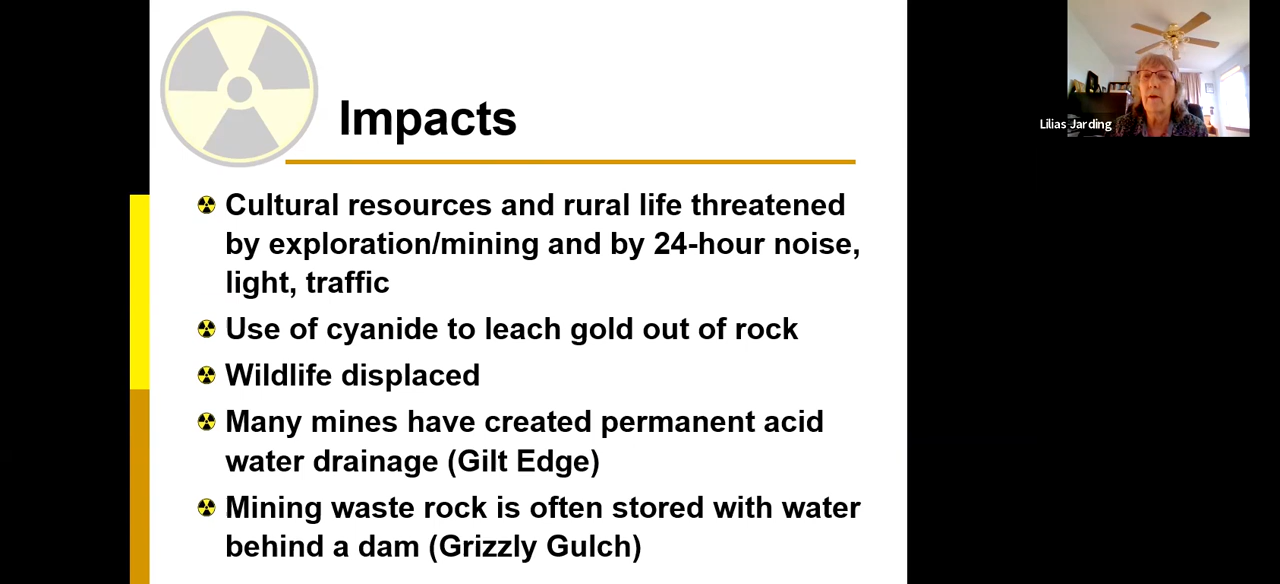 Impacts
Cultural resources and rural life threatened
by exploration/mining and by 24-hour noise,
light, traffic
Use of cyanide to leach gold out of rock
Wildlife displaced
Many mines have created permanent acid
water drainage (Gilt Edge)
Mining waste rock is often stored with water
behind a dam (Grizzly Gulch)
Lilias Jarding